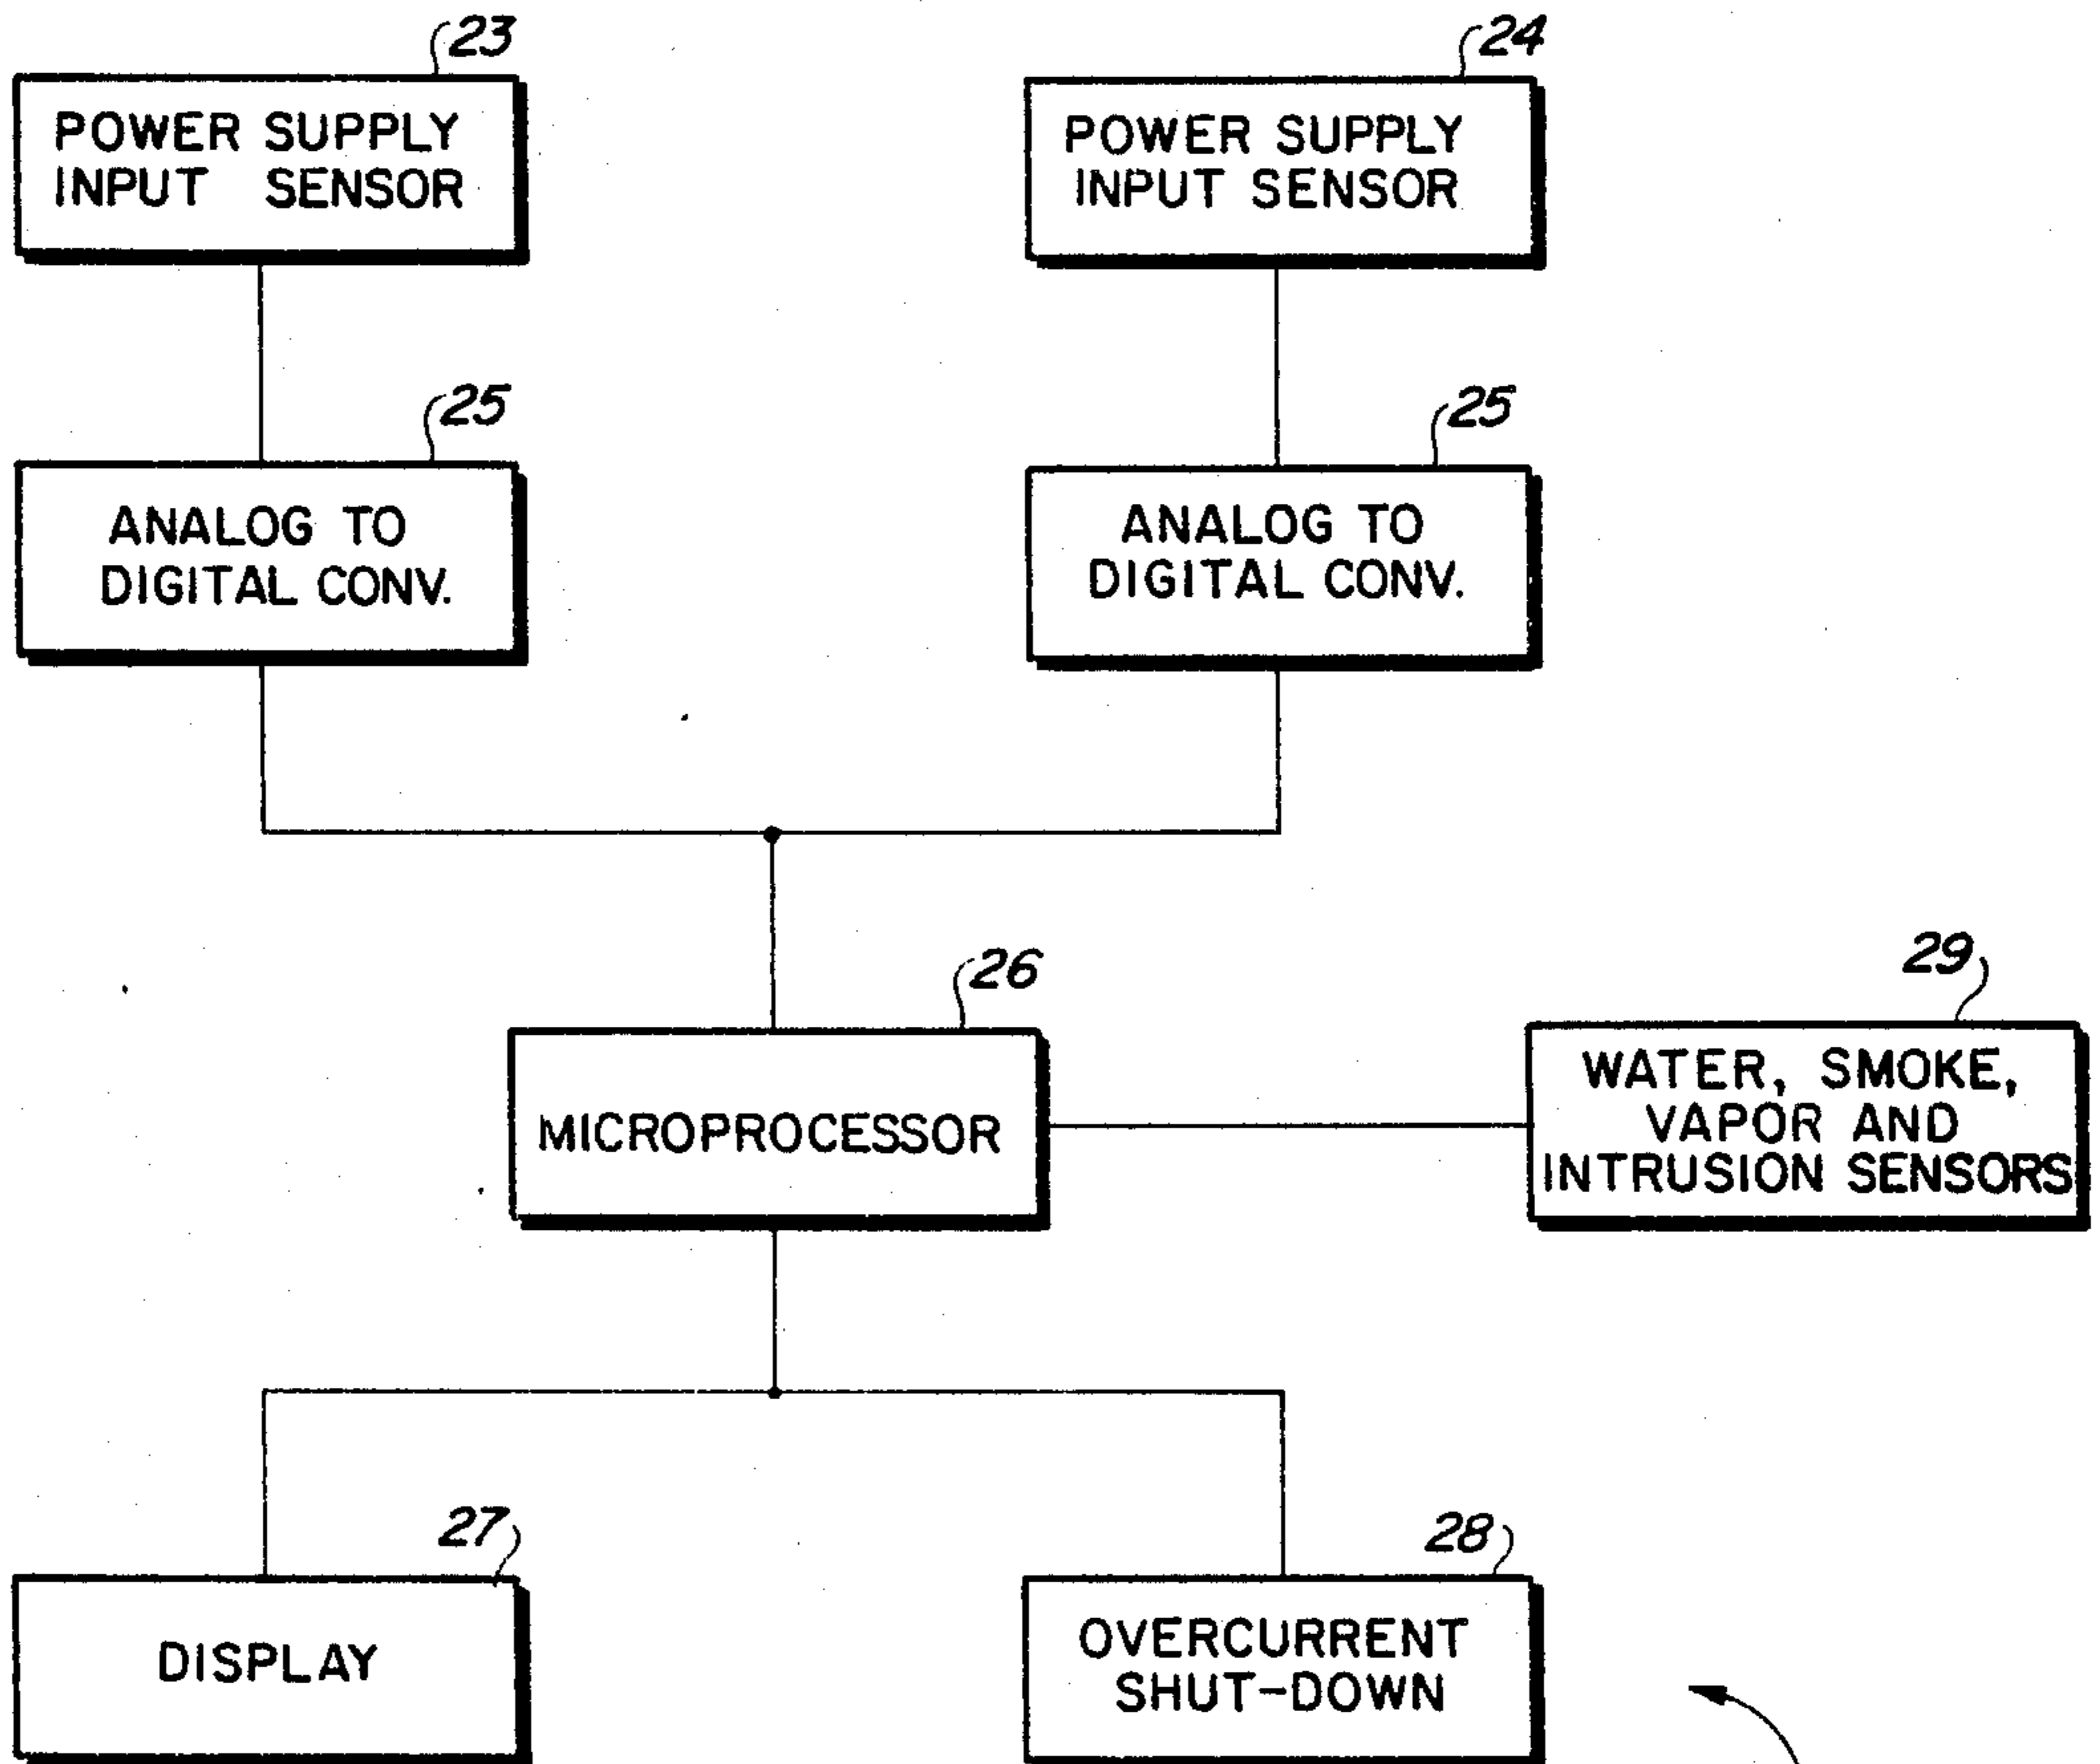 23
POWER SUPPLY
INPUT SENSOR
24
POWER SUPPLY
INPUT SENSOR
25
ANALOG TO
DIGITAL CONV.
25
ANALOG TO
DIGITAL CONV.
26
MICROPROCESSOR
29
WATER, SMOKE,
VAPOR AND
INTRUSION SENSORS
27
DISPLAY
28
OVERCURRENT
SHUT-DOWN